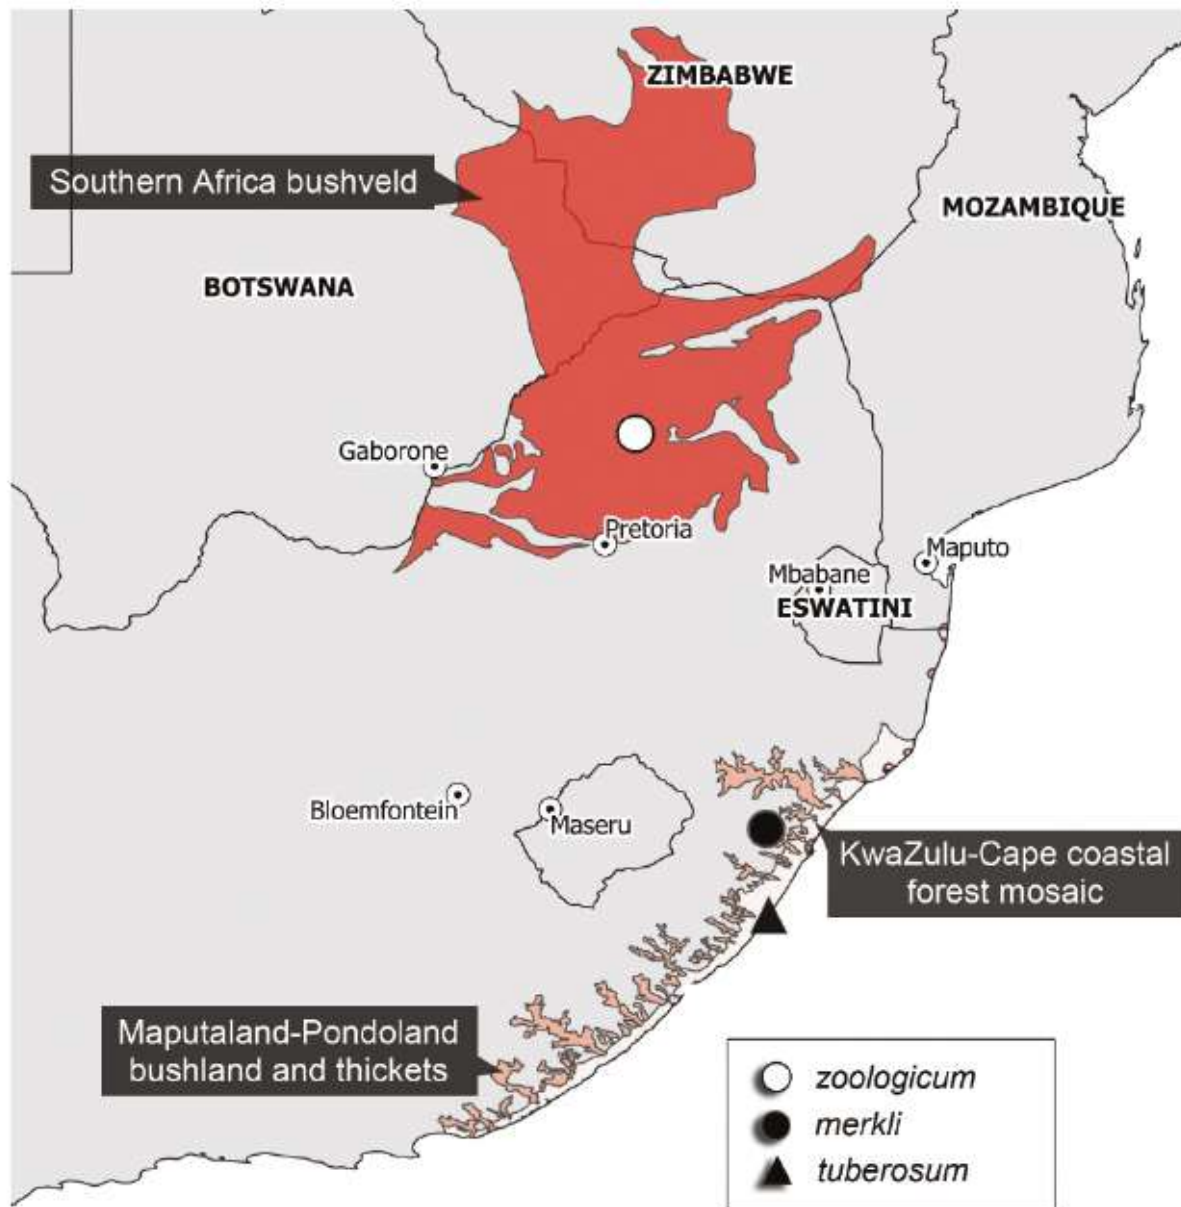 ZIMBABWE
Southern Africa bushveld
MOZAMBIQUE
BOTSWANA
Gaborone
Pretoria
Maputo
Mbabane
ESWATINI
Bloemfontein
Maseru
KwaZulu-Cape coastal
forest mosaic
Maputaland-Pondoland
bushland and thickets
zoologicum
merkli
tuberosum